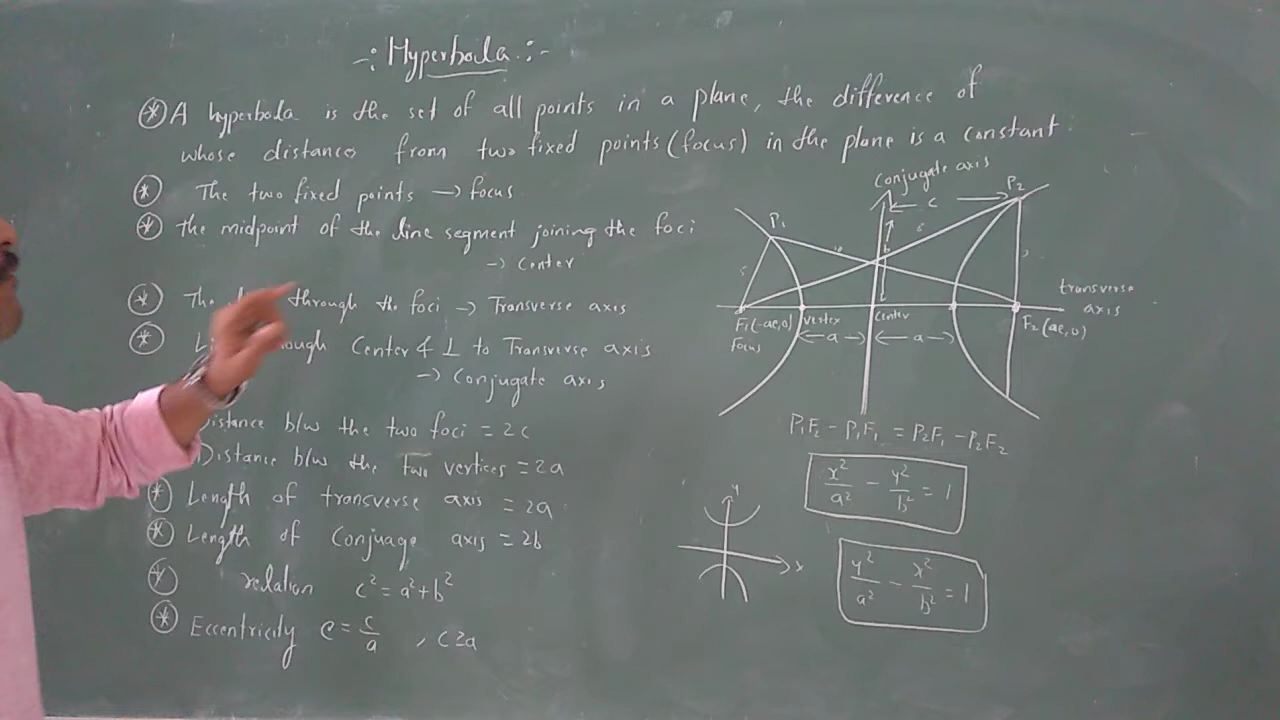 -: Hyperbola :-
* A hyperbola is the set of all points in a plane, the difference of
whose distances from two fixed points (focus) in the plane is a constant.
* The two fixed points → focus
* the midpoint of the line segment joining the foci
→ Center
* The through the foci → Transverse axis
* Center & ⊥ to Transverse axis
→ Conjugate axis
Distance b/w the two foci = 2c
Distance b/w the two vertices = 2a
* Length of transverse axis = 2a
* Length of Conjuage axis = 2b
* relation c² = a² + b²
* Eccentricity e = c/a , c≥a
Conjugate axis
c
P₂
P₁
b
transverse
axis
F₁(-ae,0)
focus
vertex
Center
F₂(ae,0)
a
a
P₁F₂ - P₁F₁ = P₂F₁ - P₂F₂
x²/a² - y²/b² = 1
y
x
y²/a² - x²/b² = 1